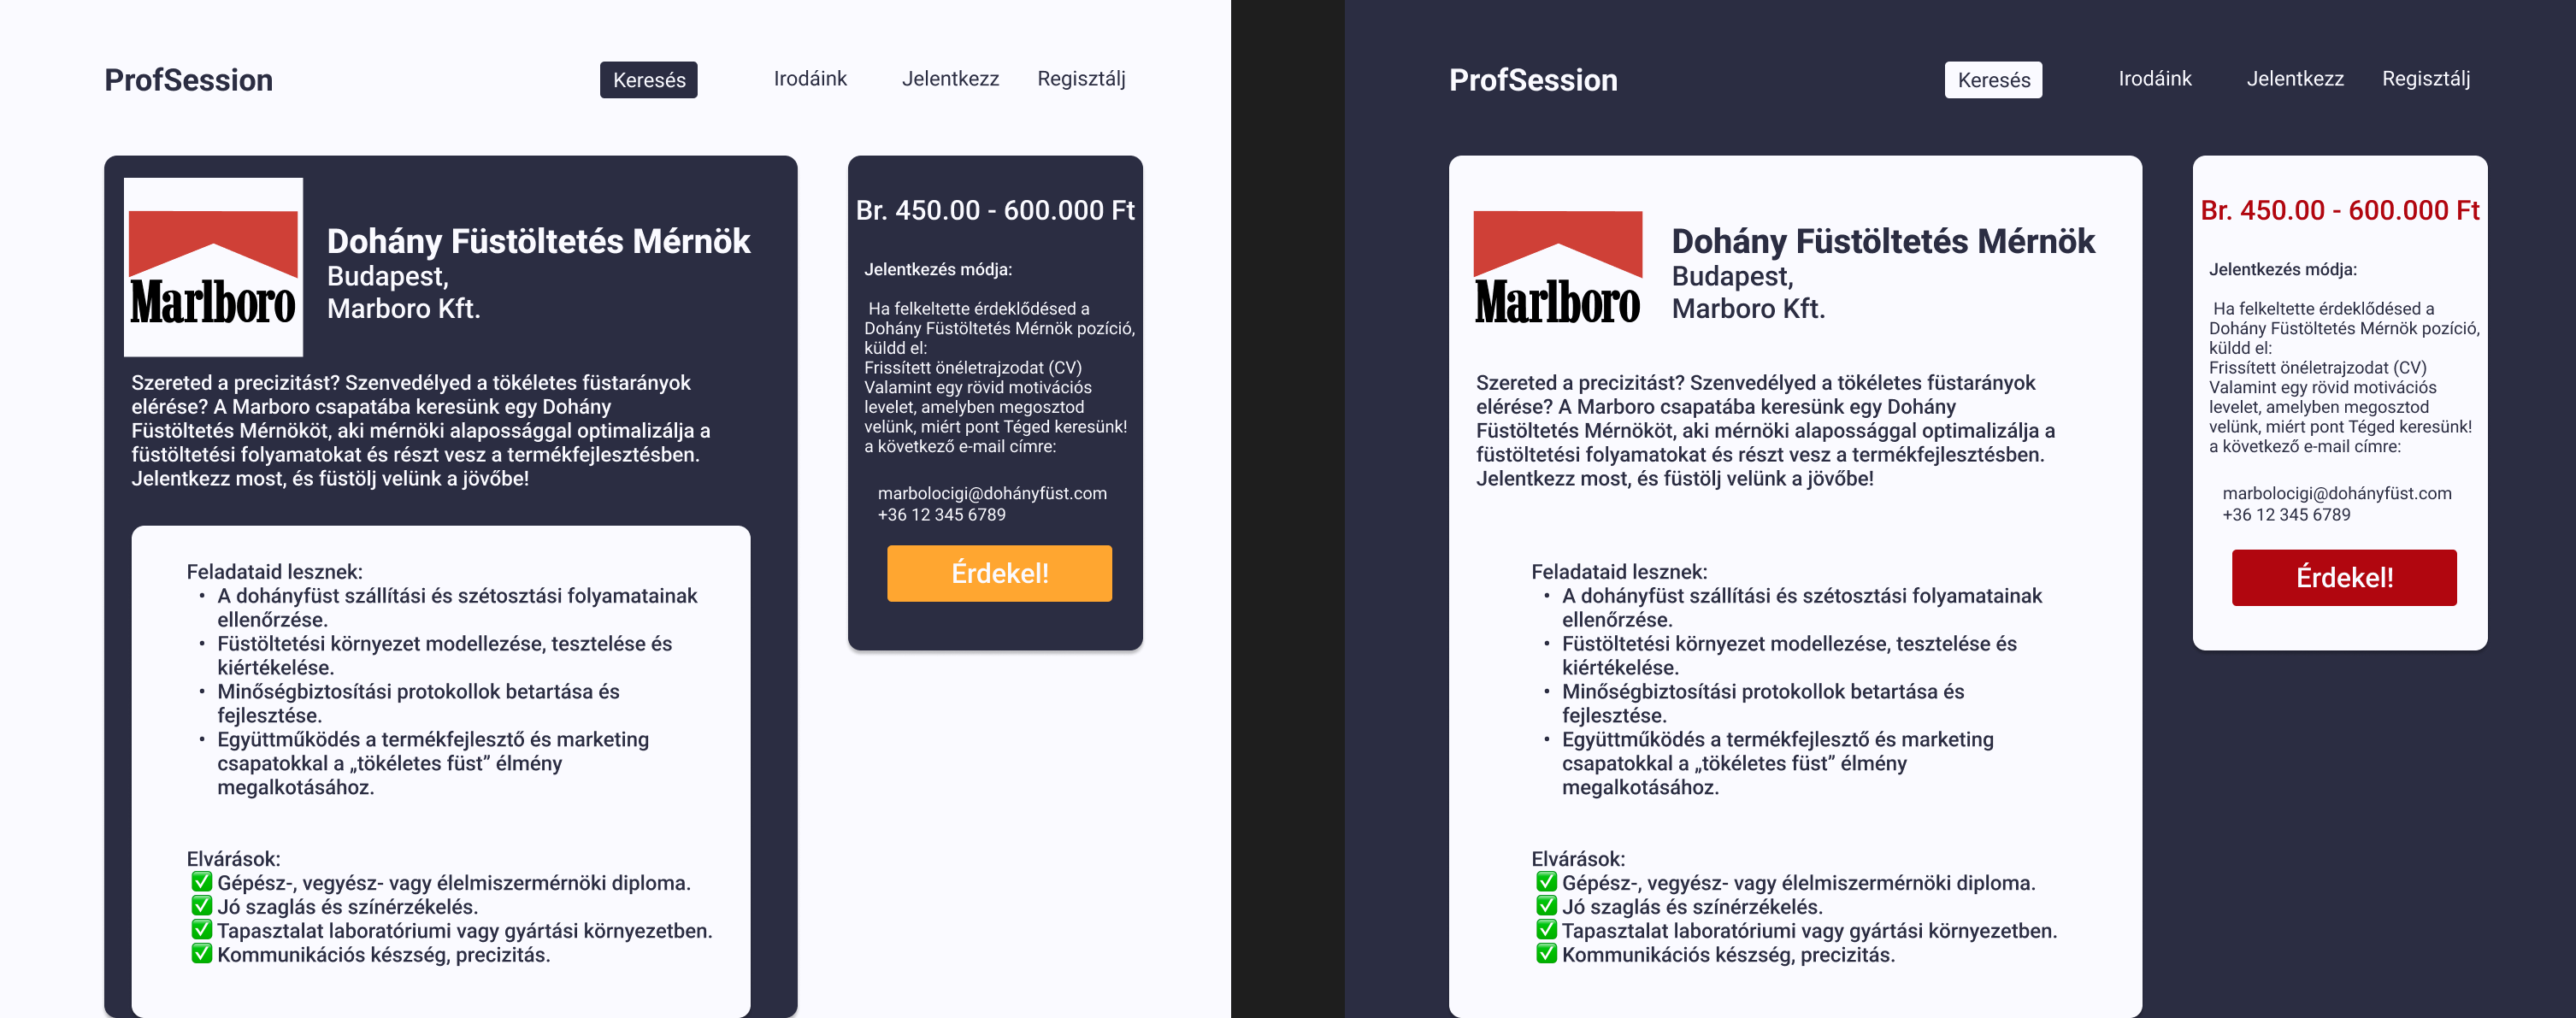 ProfSession
Keresés
Irodáink
Jelentkezz
Regisztálj
Marlboro
Dohány Füstöltetés Mérnök
Budapest,
Marboro Kft.
Szereted a precizitást? Szenvedélyed a tökéletes füstarányok
elérése? A Marboro csapatába keresünk egy Dohány
Füstöltetés Mérnököt, aki mérnöki alapossággal optimalizálja a
füstöltetési folyamatokat és részt vesz a termékfejlesztésben.
Jelentkezz most, és füstölj velünk a jövőbe!
Feladataid lesznek:
• A dohányfüst szállítási és szétosztási folyamatainak
ellenőrzése.
• Füstöltetési környezet modellezése, tesztelése és
kiértékelése.
• Minőségbiztosítási protokollok betartása és
fejlesztése.
• Együttműködés a termékfejlesztő és marketing
csapatokkal a „tökéletes füst” élmény
megalkotásához.
Elvárások:
✅ Gépész-, vegyész- vagy élelmiszermérnöki diploma.
✅ Jó szaglás és színérzékelés.
✅ Tapasztalat laboratóriumi vagy gyártási környezetben.
✅ Kommunikációs készség, precizitás.
Br. 450.00 - 600.000 Ft
Jelentkezés módja:
Ha felkeltette érdeklődésed a
Dohány Füstöltetés Mérnök pozíció,
küldd el:
Frissített önéletrajzodat (CV)
Valamint egy rövid motivációs
levelet, amelyben megosztod
velünk, miért pont Téged keresünk!
a következő e-mail címre:
marbolocigi@dohányfüst.com
+36 12 345 6789
Érdekel!
ProfSession
Keresés
Irodáink
Jelentkezz
Regisztálj
Marlboro
Dohány Füstöltetés Mérnök
Budapest,
Marboro Kft.
Szereted a precizitást? Szenvedélyed a tökéletes füstarányok
elérése? A Marboro csapatába keresünk egy Dohány
Füstöltetés Mérnököt, aki mérnöki alapossággal optimalizálja a
füstöltetési folyamatokat és részt vesz a termékfejlesztésben.
Jelentkezz most, és füstölj velünk a jövőbe!
Feladataid lesznek:
• A dohányfüst szállítási és szétosztási folyamatainak
ellenőrzése.
• Füstöltetési környezet modellezése, tesztelése és
kiértékelése.
• Minőségbiztosítási protokollok betartása és
fejlesztése.
• Együttműködés a termékfejlesztő és marketing
csapatokkal a „tökéletes füst” élmény
megalkotásához.
Elvárások:
✅ Gépész-, vegyész- vagy élelmiszermérnöki diploma.
✅ Jó szaglás és színérzékelés.
✅ Tapasztalat laboratóriumi vagy gyártási környezetben.
✅ Kommunikációs készség, precizitás.
Br. 450.00 - 600.000 Ft
Jelentkezés módja:
Ha felkeltette érdeklődésed a
Dohány Füstöltetés Mérnök pozíció,
küldd el:
Frissített önéletrajzodat (CV)
Valamint egy rövid motivációs
levelet, amelyben megosztod
velünk, miért pont Téged keresünk!
a következő e-mail címre:
marbolocigi@dohányfüst.com
+36 12 345 6789
Érdekel!